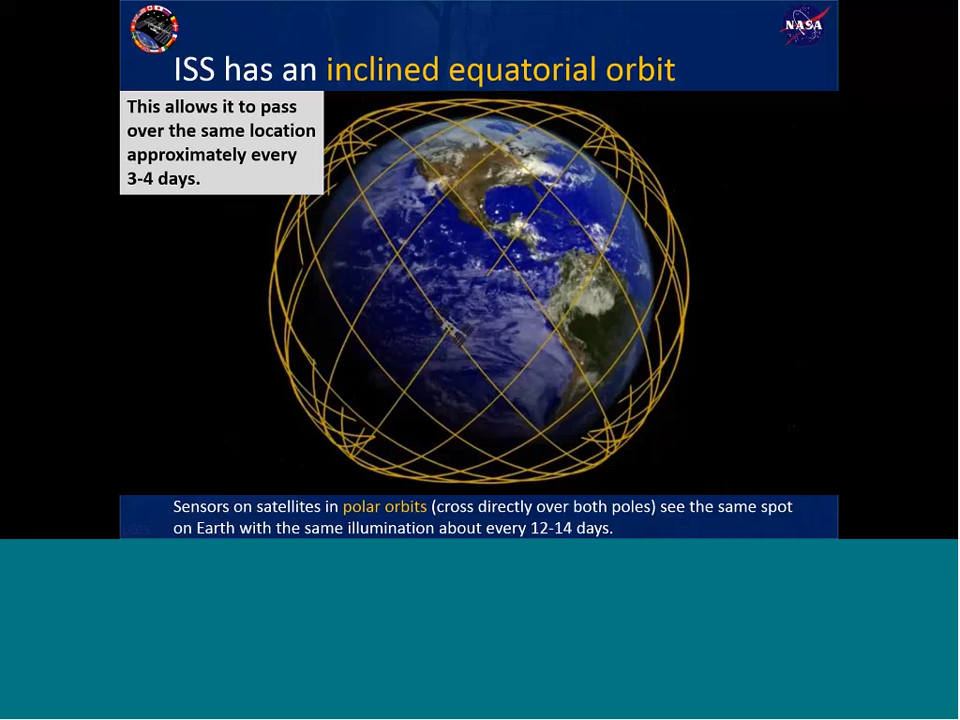 NASA
ISS has an inclined equatorial orbit
This allows it to pass
over the same location
approximately every
3-4 days.
Sensors on satellites in polar orbits (cross directly over both poles) see the same spot
on Earth with the same illumination about every 12-14 days.